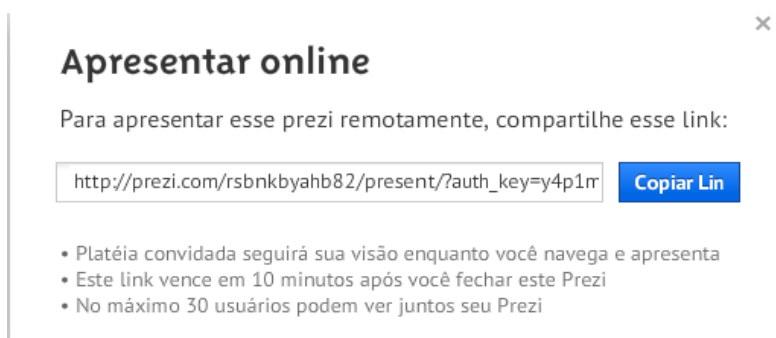 Apresentar online
Para apresentar esse prezi remotamente, compartilhe esse link:
http://prezi.com/rsbnkbyahb82/present/?auth_key=y4p1m Copiar Lin
• Platéia convidada seguirá sua visão enquanto você navega e apresenta
• Este link vence em 10 minutos após você fechar este Prezi
• No máximo 30 usuários podem ver juntos seu Prezi